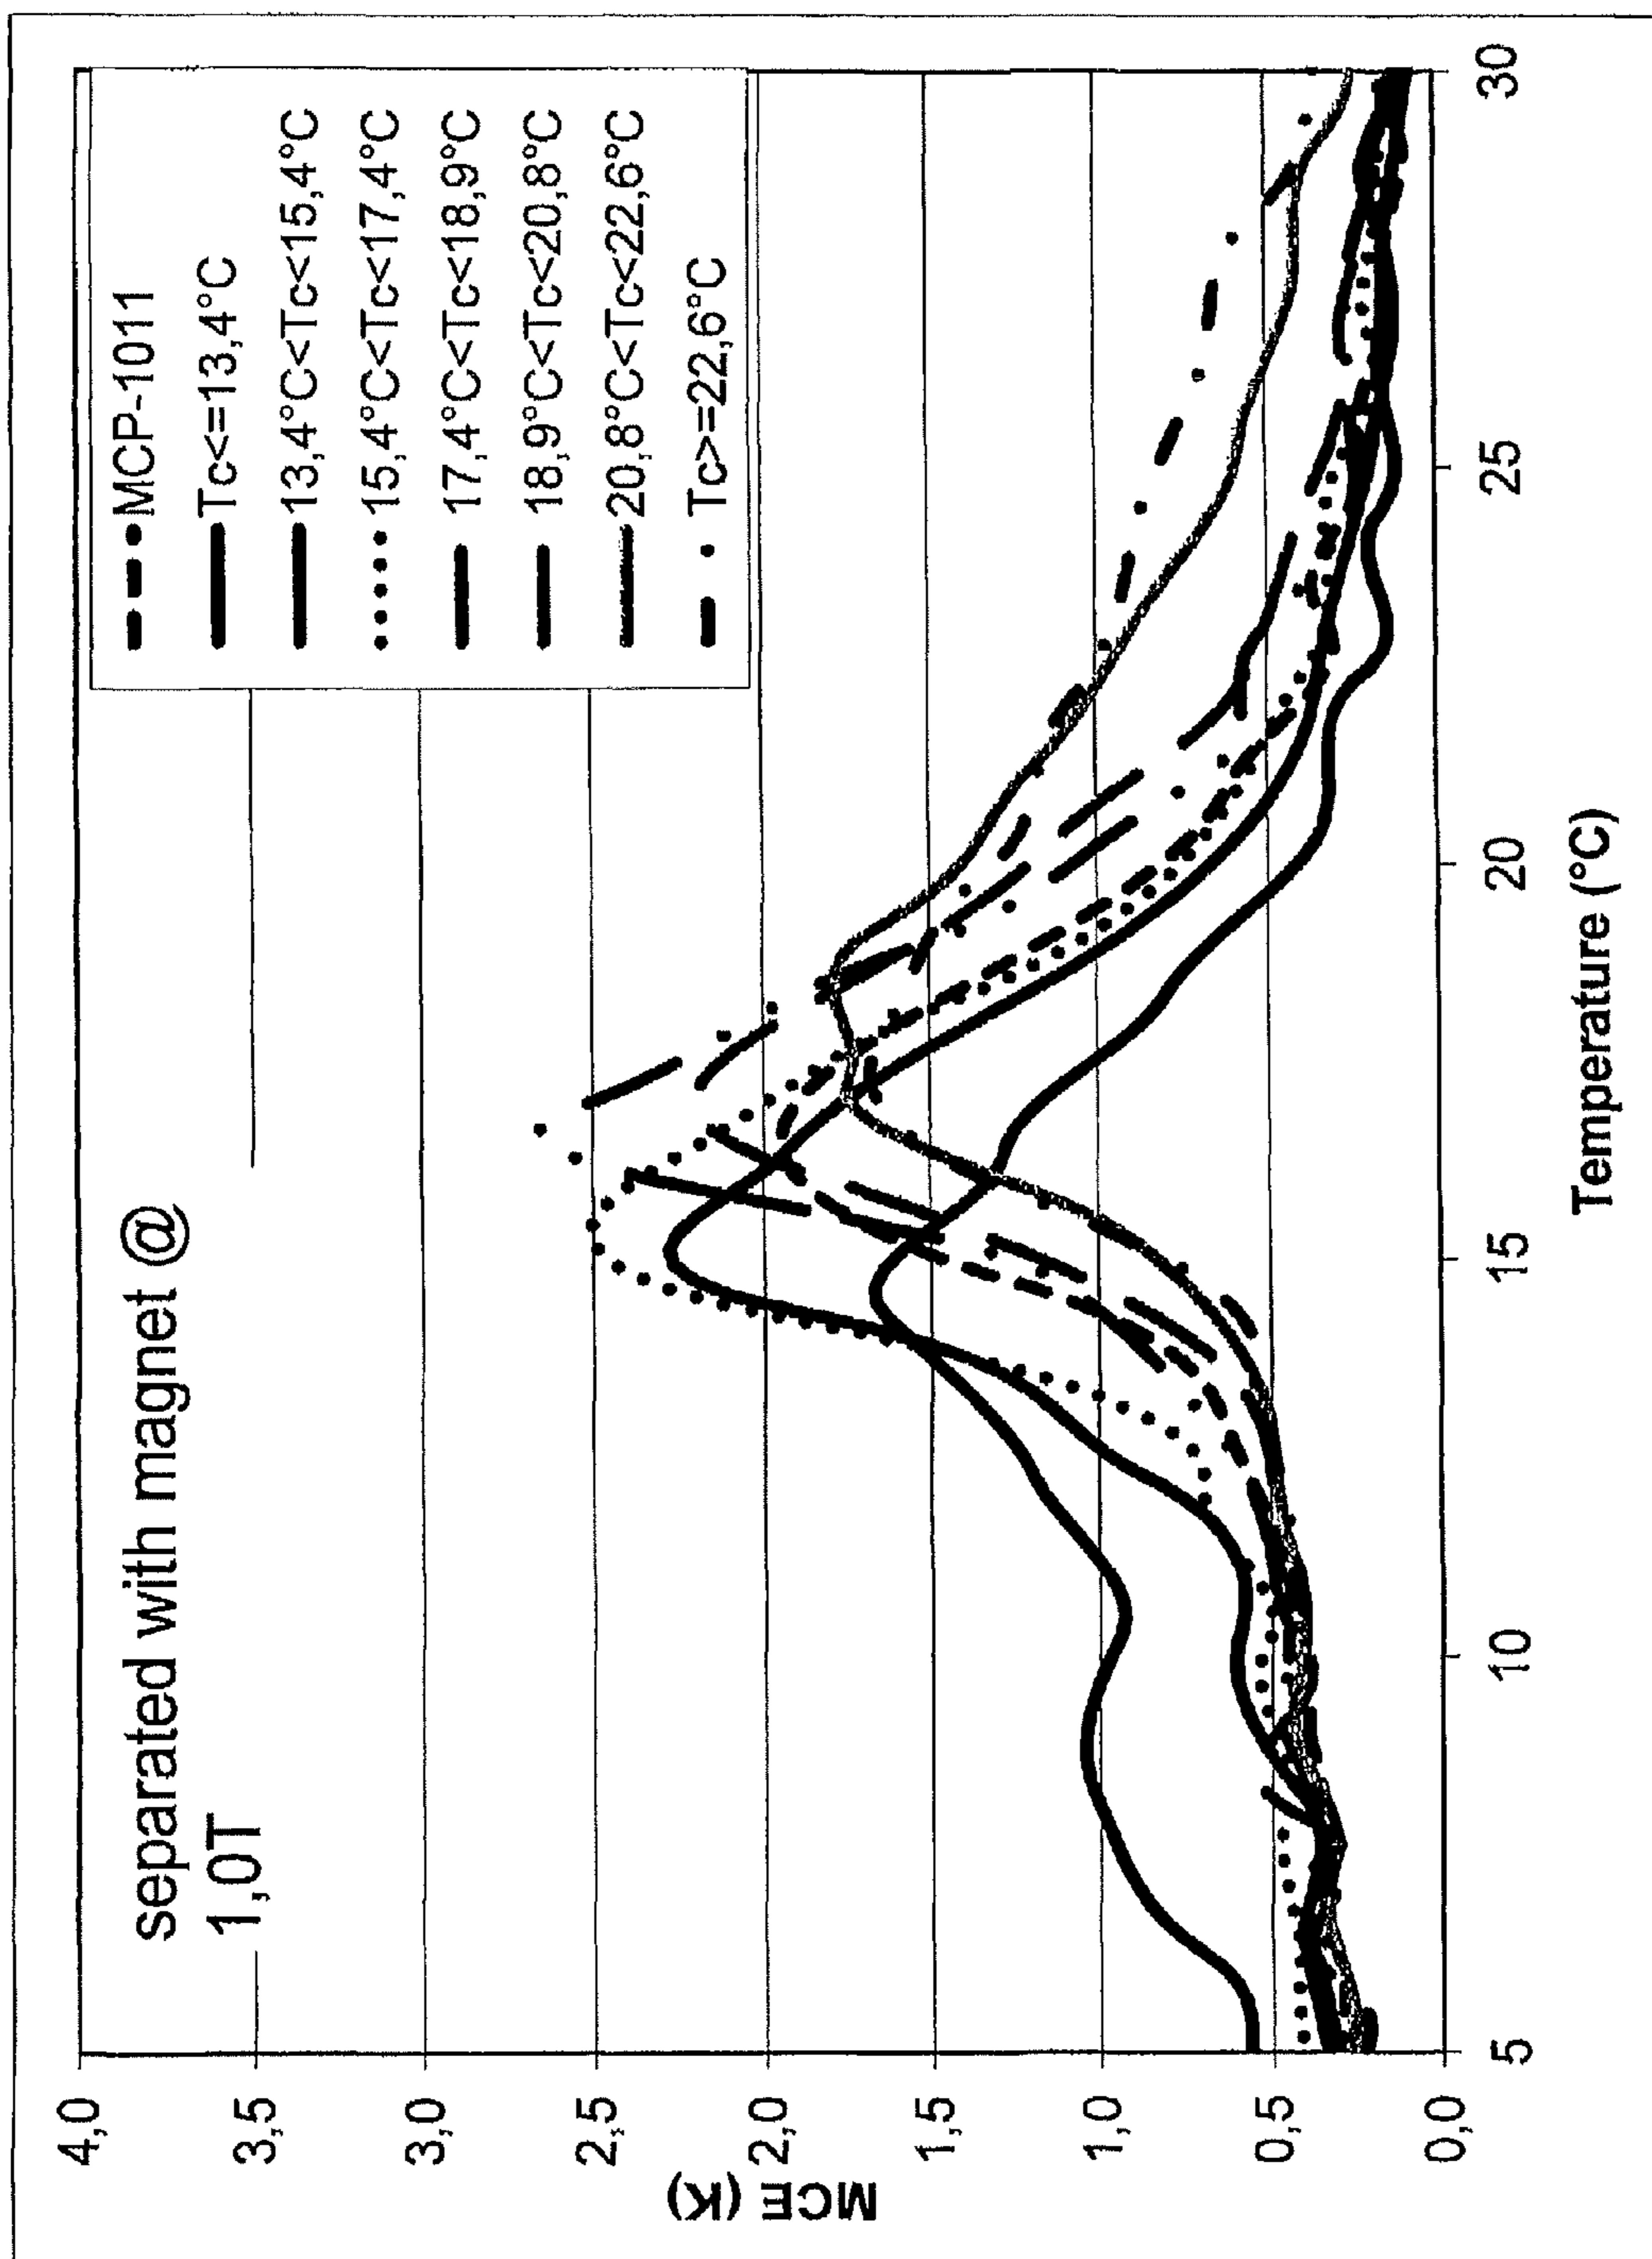 separated with magnet @
1,0T
MCP-1011
Tc<=13,4°C
13,4°C<Tc<15,4°C
15,4°C<Tc<17,4°C
17,4°C<Tc<18,9°C
18,9°C<Tc<20,8°C
20,8°C<Tc<22,6°C
Tc>=22,6°C
4,0
3,5
3,0
2,5
2,0
1,5
1,0
0,5
0,0
MCE (K)
5
10
15
20
25
30
Temperature (°C)